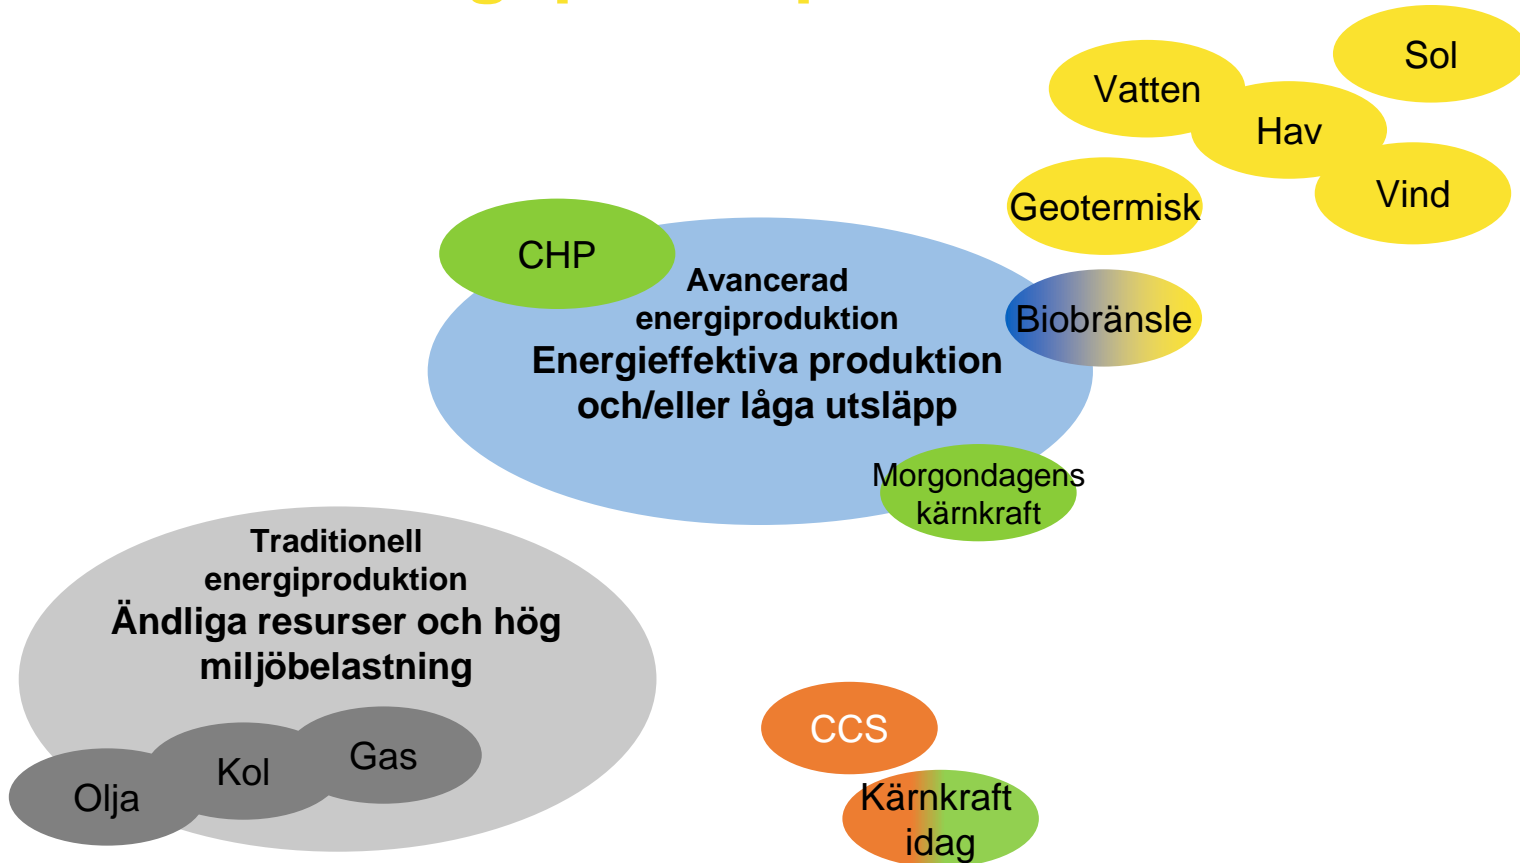 Sol
Vatten
Hav
Vind
Geotermisk
CHP
Avancerad
energiproduktion
Energieffektiva produktion
och/eller låga utsläpp
Biobränsle
Morgondagens
kärnkraft
Traditionell
energiproduktion
Ändliga resurser och hög
miljöbelastning
Gas
Kol
Olja
CCS
Kärnkraft
idag